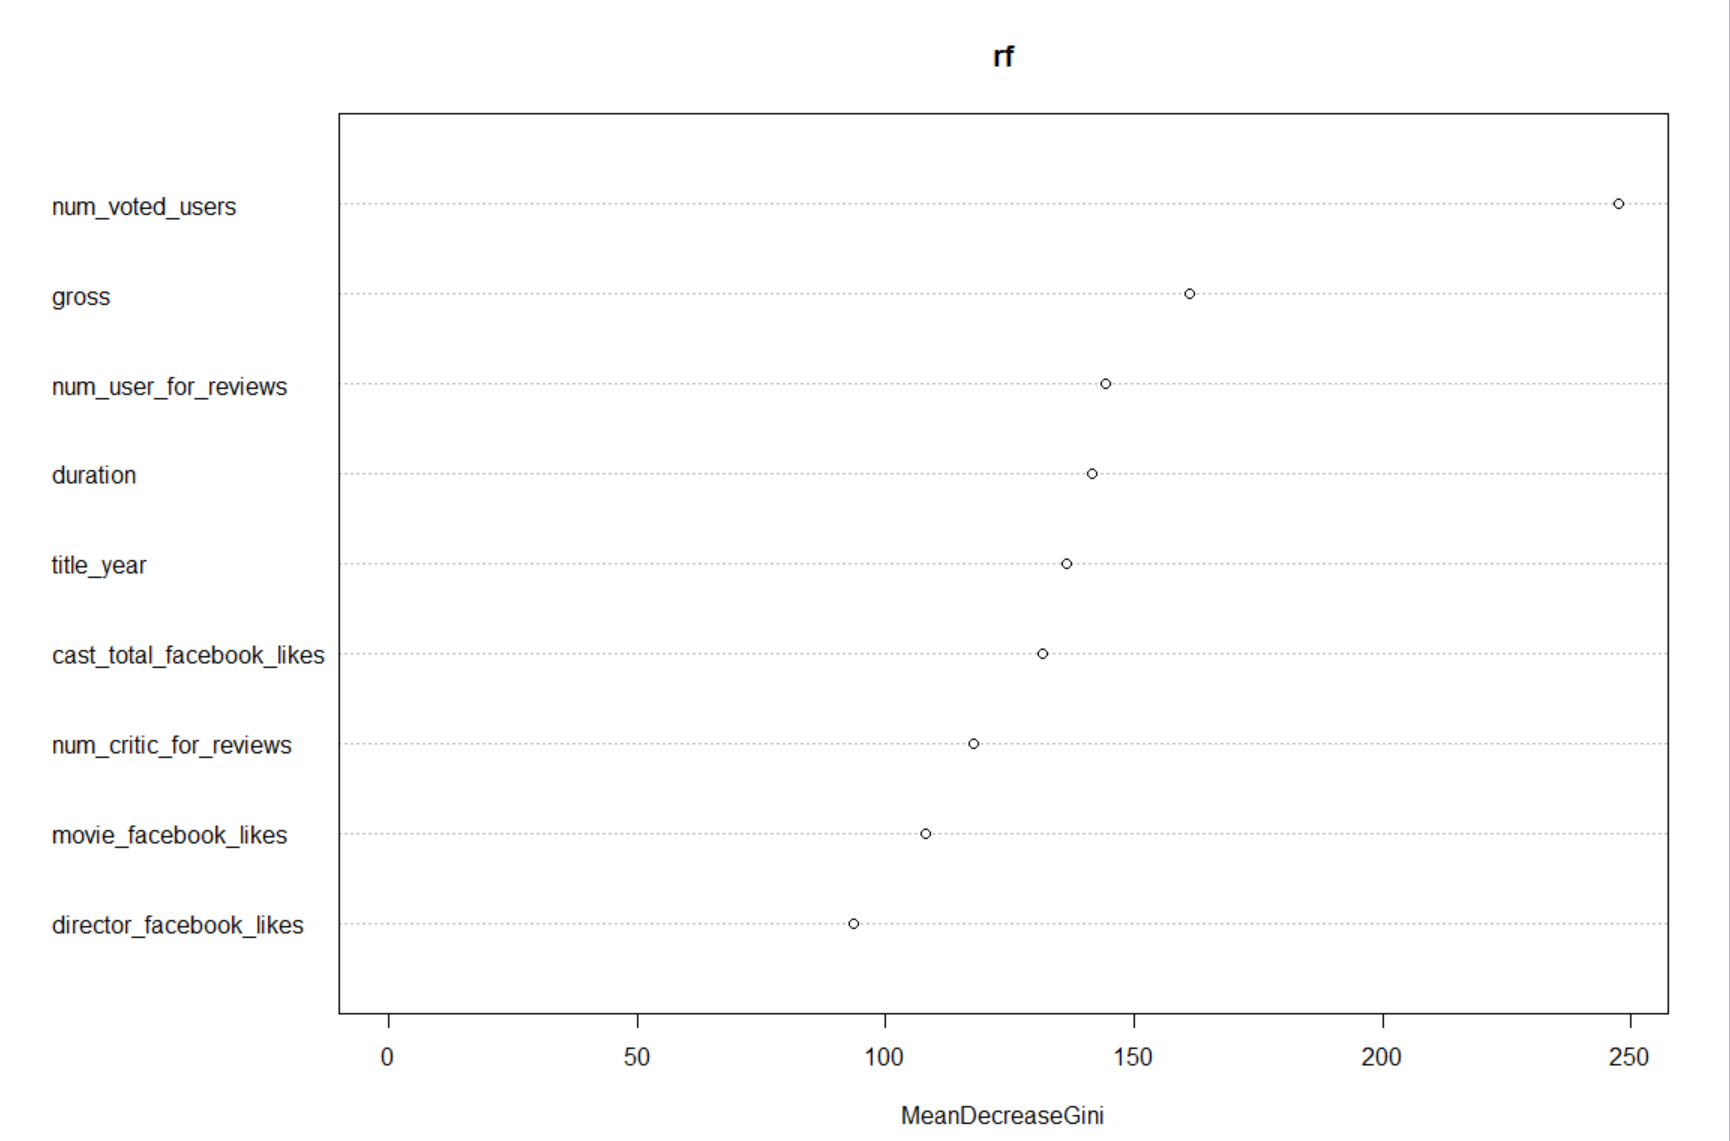 rf
num_voted_users
gross
num_user_for_reviews
duration
title_year
cast_total_facebook_likes
num_critic_for_reviews
movie_facebook_likes
director_facebook_likes
0 50 100 150 200 250
MeanDecreaseGini